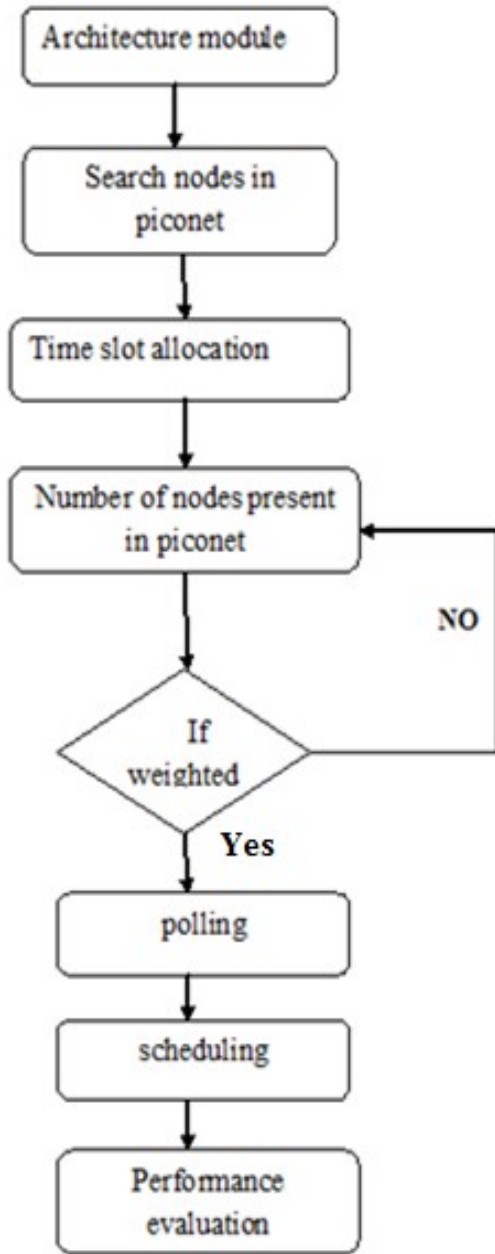 Architecture module
Search nodes in
piconet
Time slot allocation
Number of nodes present
in piconet
NO
If
weighted
Yes
polling
scheduling
Performance
evaluation